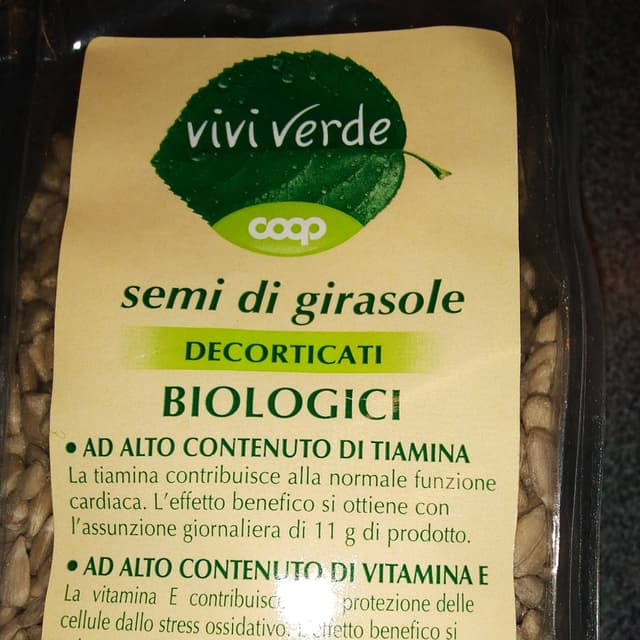 vivi verde
coop
semi di girasole
DECORTICATI
BIOLOGICI
• AD ALTO CONTENUTO DI TIAMINA
La tiamina contribuisce alla normale funzione
cardiaca. L'effetto benefico si ottiene con
l'assunzione giornaliera di 11 g di prodotto.
• AD ALTO CONTENUTO DI VITAMINA E
La vitamina E contribuisce protezione delle
cellule dallo stress ossidativo. L'effetto benefico si